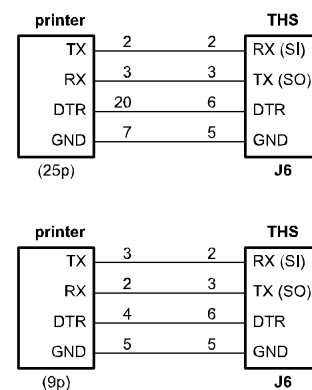 printer THS
TX 2 2 RX (SI)
RX 3 3 TX (SO)
DTR 20 6 DTR
GND 7 5 GND
(25p) J6
printer THS
TX 3 2 RX (SI)
RX 2 3 TX (SO)
DTR 4 6 DTR
GND 5 5 GND
(9p) J6